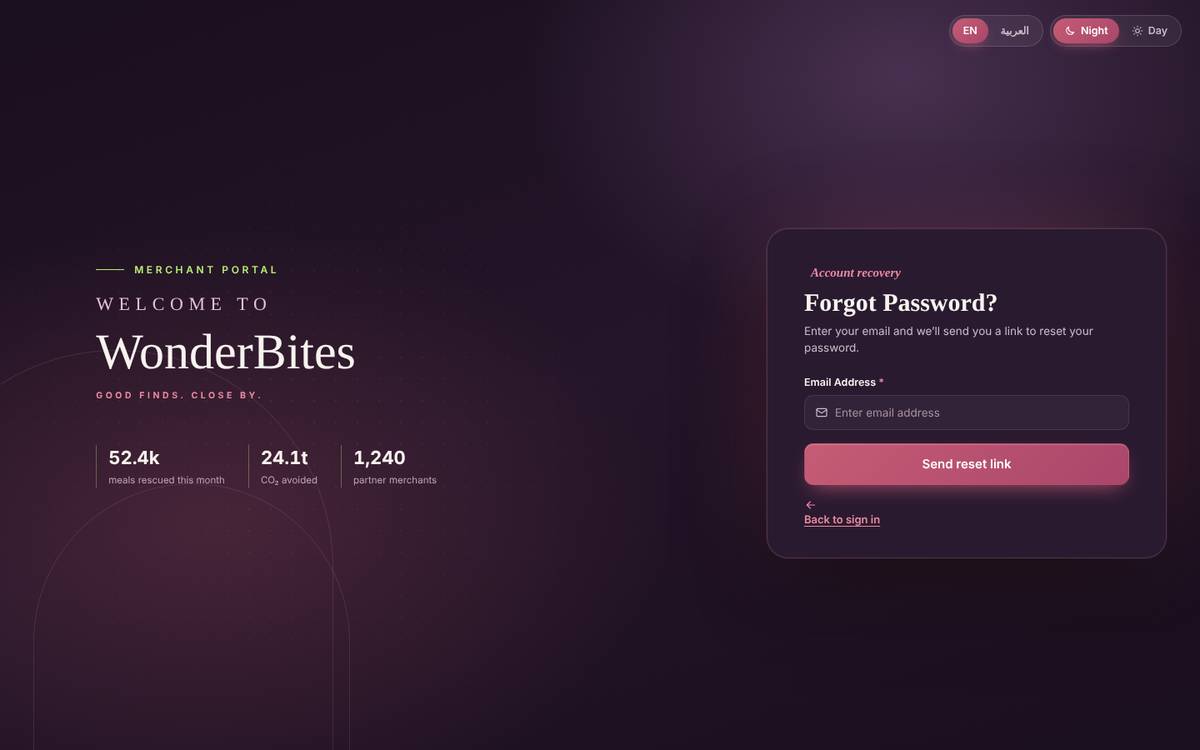 EN
العربية
Night
Day
MERCHANT PORTAL
WELCOME TO
WonderBites
GOOD FINDS. CLOSE BY.
52.4k
meals rescued this month
24.1t
CO₂ avoided
1,240
partner merchants
Account recovery
Forgot Password?
Enter your email and we'll send you a link to reset your
password.
Email Address *
Enter email address
Send reset link
←
Back to sign in